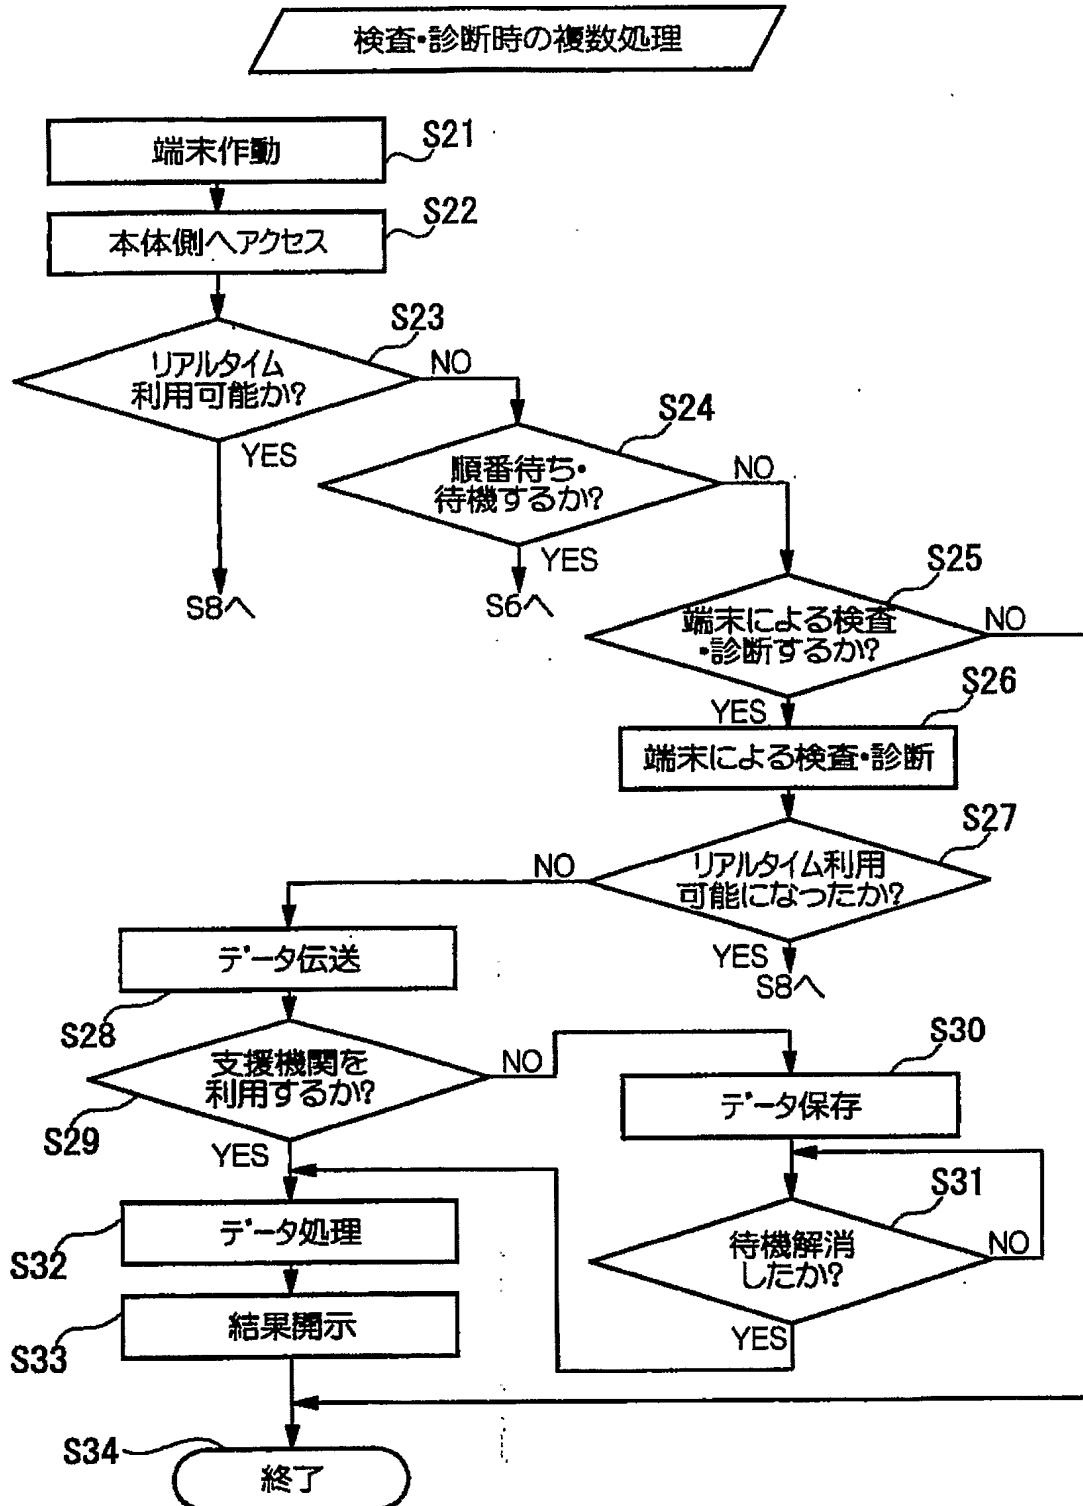 検査・診断時の複数処理
端末作動
S21
本体側へアクセス
S22
S23
リアルタイム
利用可能か?
NO
YES
S8へ
S24
順番待ち・
待機するか?
NO
YES
S6へ
S25
端末による検査
・診断するか?
NO
YES
S26
端末による検査・診断
S27
リアルタイム利用
可能になったか?
NO
YES
S8へ
データ伝送
S28
支援機関を
利用するか?
NO
S29
YES
S30
データ保存
S31
待機解消
したか?
NO
YES
データ処理
S32
結果開示
S33
S34
終了